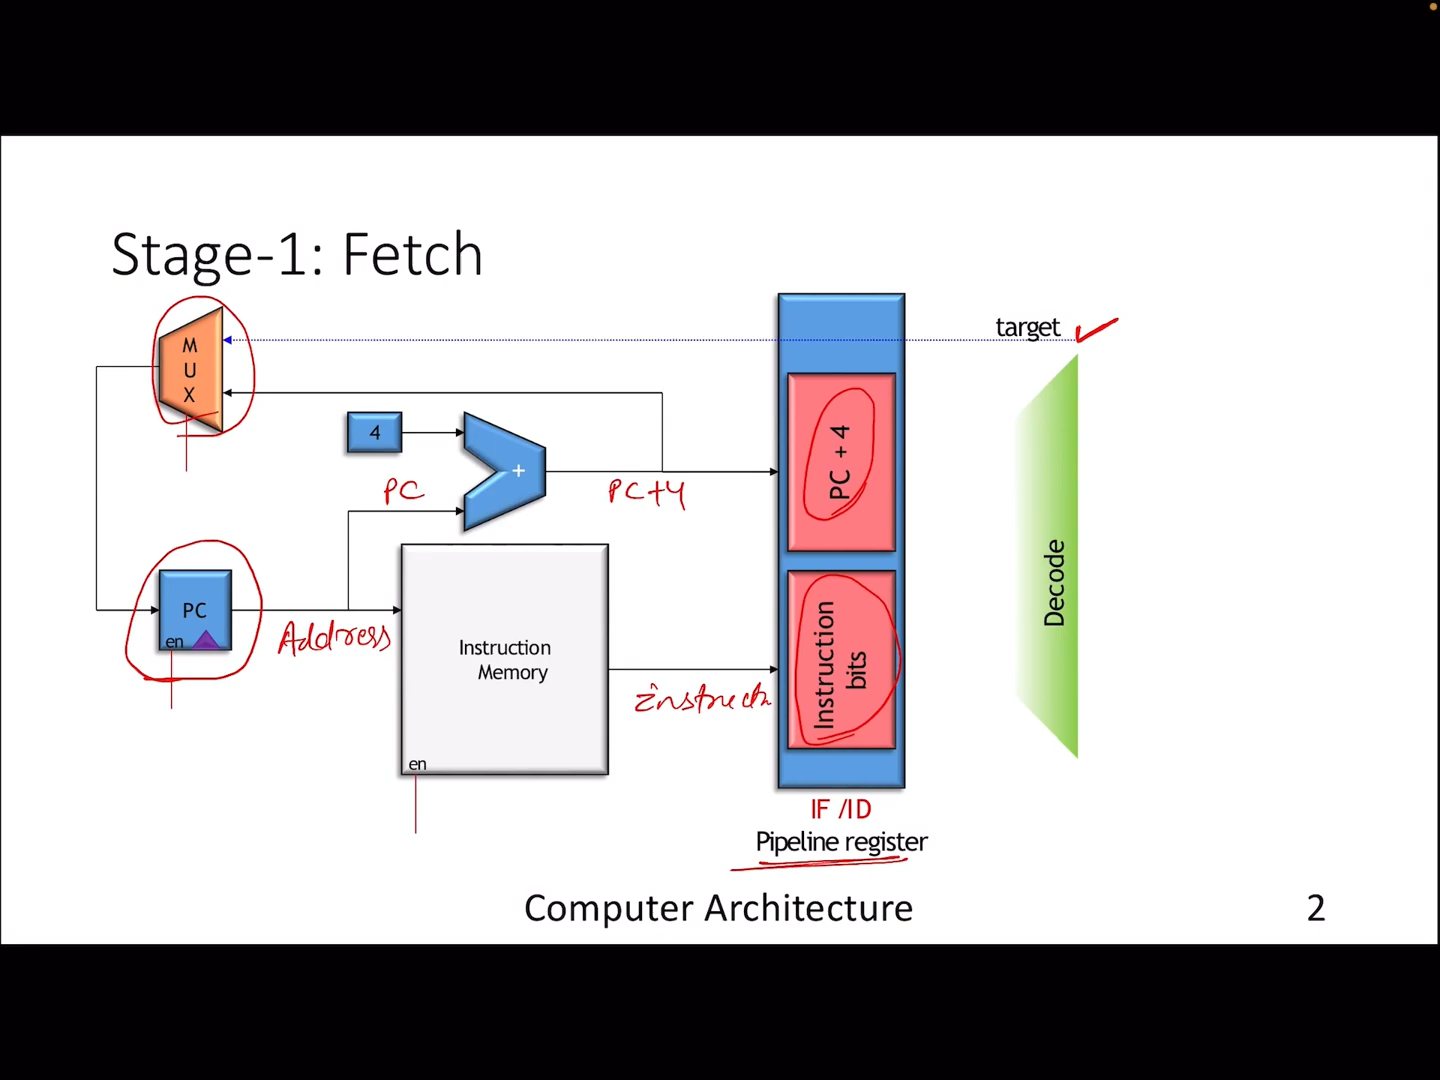 Stage-1: Fetch
target
M
U
X
4
+
PC
PC+4
PC + 4
Decode
PC
en
Address
Instruction
Memory
en
Instruction
bits
IF /ID
Pipeline register
Computer Architecture
2